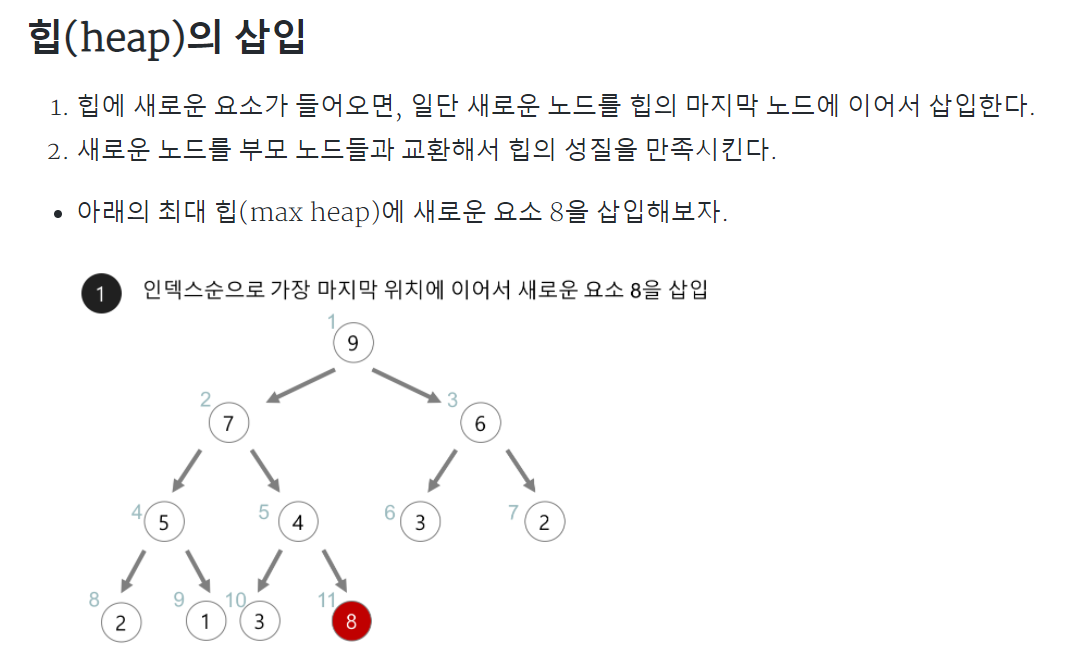 힙(heap)의 삽입
1. 힙에 새로운 요소가 들어오면, 일단 새로운 노드를 힙의 마지막 노드에 이어서 삽입한다.
2. 새로운 노드를 부모 노드들과 교환해서 힙의 성질을 만족시킨다.
• 아래의 최대 힙(max heap)에 새로운 요소 8을 삽입해보자.
1 인덱스순으로 가장 마지막 위치에 이어서 새로운 요소 8을 삽입
1
9
2 3
7 6
4 5 6 7
5 4 3 2
8 9 10 11
2 1 3 8